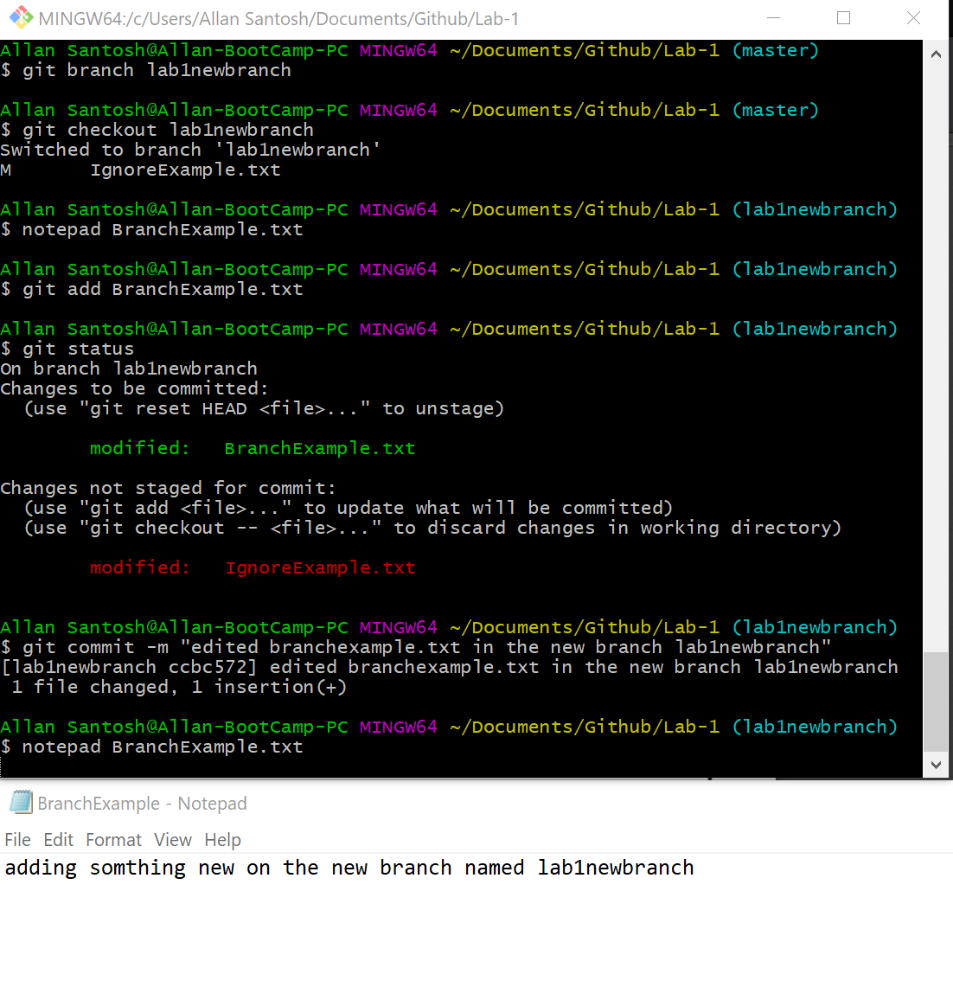 MINGW64:/c/Users/Allan Santosh/Documents/Github/Lab-1
Allan Santosh@Allan-BootCamp-PC MINGW64 ~/Documents/Github/Lab-1 (master)
$ git branch lab1newbranch
Allan Santosh@Allan-BootCamp-PC MINGW64 ~/Documents/Github/Lab-1 (master)
$ git checkout lab1newbranch
Switched to branch 'lab1newbranch'
M       IgnoreExample.txt
Allan Santosh@Allan-BootCamp-PC MINGW64 ~/Documents/Github/Lab-1 (lab1newbranch)
$ notepad BranchExample.txt
Allan Santosh@Allan-BootCamp-PC MINGW64 ~/Documents/Github/Lab-1 (lab1newbranch)
$ git add BranchExample.txt
Allan Santosh@Allan-BootCamp-PC MINGW64 ~/Documents/Github/Lab-1 (lab1newbranch)
$ git status
On branch lab1newbranch
Changes to be committed:
  (use "git reset HEAD <file>..." to unstage)
        modified:   BranchExample.txt
Changes not staged for commit:
  (use "git add <file>..." to update what will be committed)
  (use "git checkout -- <file>..." to discard changes in working directory)
        modified:   IgnoreExample.txt
Allan Santosh@Allan-BootCamp-PC MINGW64 ~/Documents/Github/Lab-1 (lab1newbranch)
$ git commit -m "edited branchexample.txt in the new branch lab1newbranch"
[lab1newbranch ccbc572] edited branchexample.txt in the new branch lab1newbranch
 1 file changed, 1 insertion(+)
Allan Santosh@Allan-BootCamp-PC MINGW64 ~/Documents/Github/Lab-1 (lab1newbranch)
$ notepad BranchExample.txt
BranchExample - Notepad
File Edit Format View Help
adding somthing new on the new branch named lab1newbranch